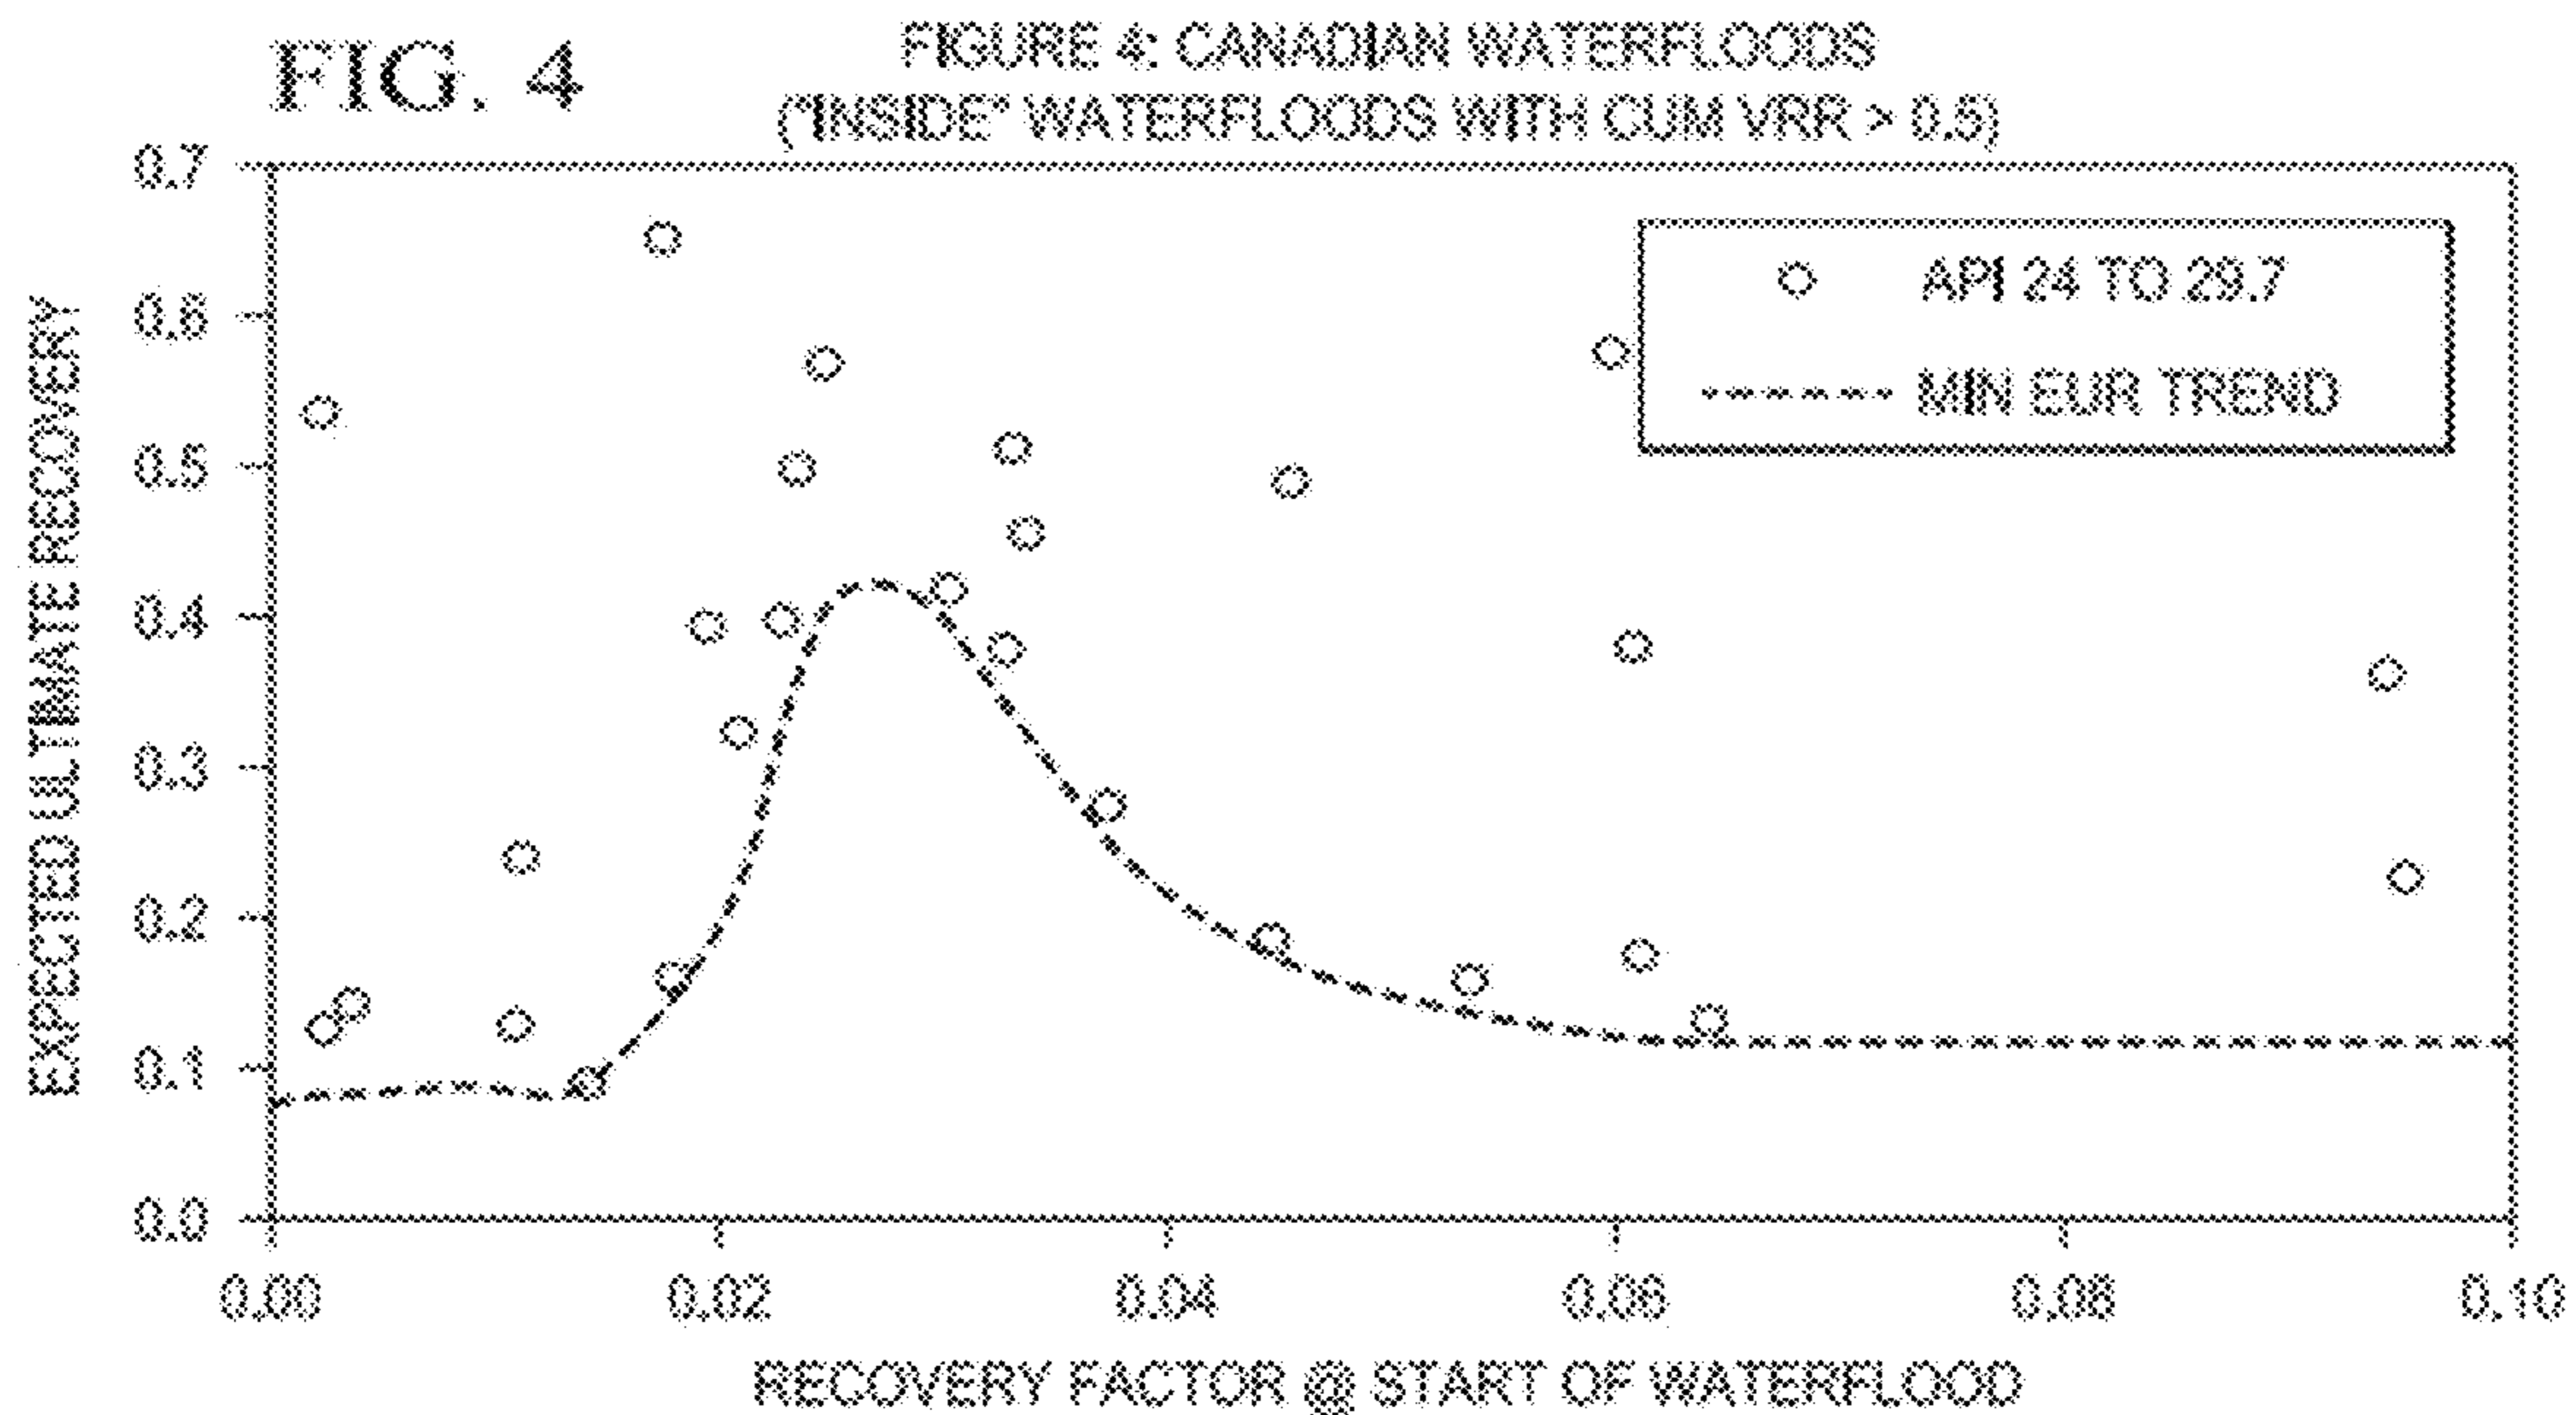 FIG. 4
FIGURE 4: CANADIAN WATERFLOODS
("INSIDE" WATERFLOODS WITH CUM VRR > 0.5)
0.7
0.6
0.5
0.4
0.3
0.2
0.1
0.0
EXPECTED ULTIMATE RECOVERY
API 24 TO 29.7
MIN EUR TREND
0.00
0.02
0.04
0.06
0.08
0.10
RECOVERY FACTOR @ START OF WATERFLOOD